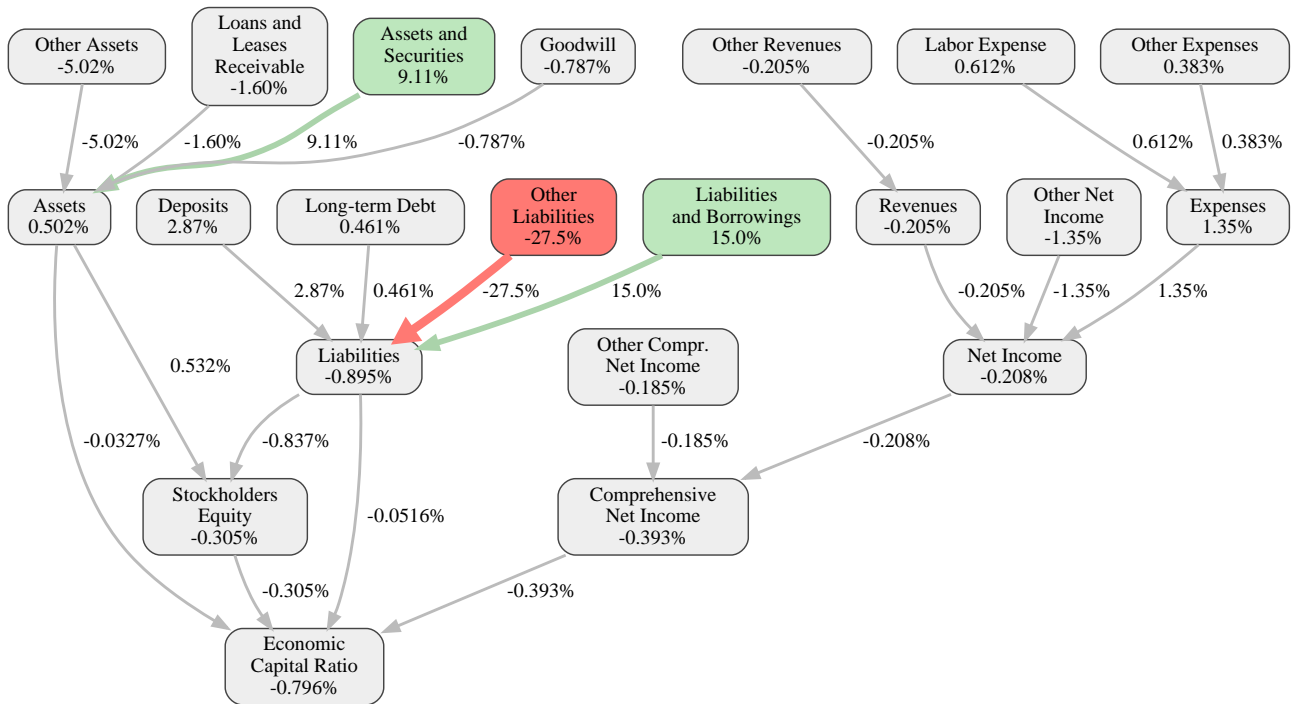 Other Assets
-5.02%
Loans and
Leases
Receivable
-1.60%
Assets and
Securities
9.11%
Goodwill
-0.787%
Other Revenues
-0.205%
Labor Expense
0.612%
Other Expenses
0.383%
-5.02%
-1.60%
9.11%
-0.787%
-0.205%
0.612%
0.383%
Assets
0.502%
Deposits
2.87%
Long-term Debt
0.461%
Other
Liabilities
-27.5%
Liabilities
and Borrowings
15.0%
Revenues
-0.205%
Other Net
Income
-1.35%
Expenses
1.35%
2.87%
0.461%
-27.5%
15.0%
-0.205%
-1.35%
1.35%
0.532%
Liabilities
-0.895%
Other Compr.
Net Income
-0.185%
Net Income
-0.208%
-0.0327%
-0.837%
-0.185%
-0.208%
Stockholders
Equity
-0.305%
-0.0516%
Comprehensive
Net Income
-0.393%
-0.305%
-0.393%
Economic
Capital Ratio
-0.796%